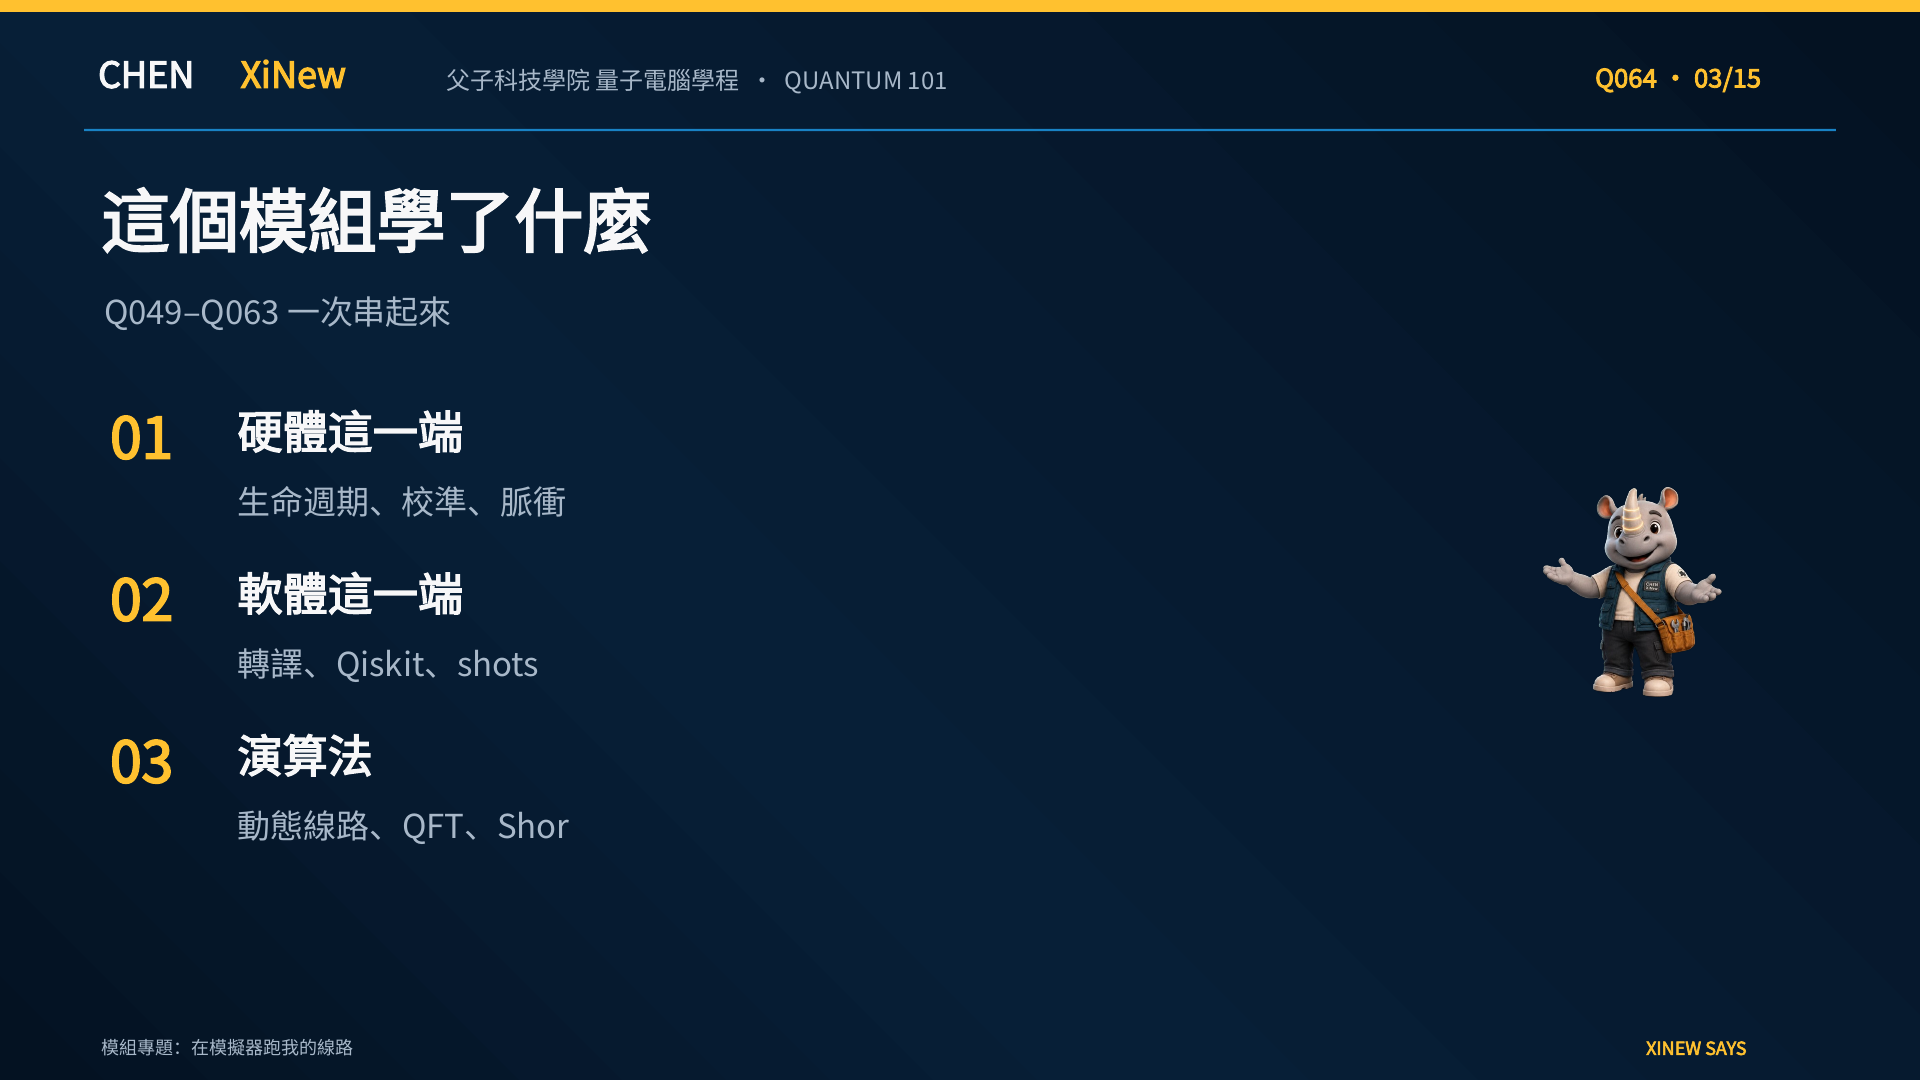 CHEN XiNew 父子科技學院 量子電腦學程 · QUANTUM 101 Q064 · 03/15
這個模組學了什麼
Q049–Q063 一次串起來
01 硬體這一端
生命週期、校準、脈衝
02 軟體這一端
轉譯、Qiskit、shots
03 演算法
動態線路、QFT、Shor
模組專題：在模擬器跑我的線路 XINEW SAYS